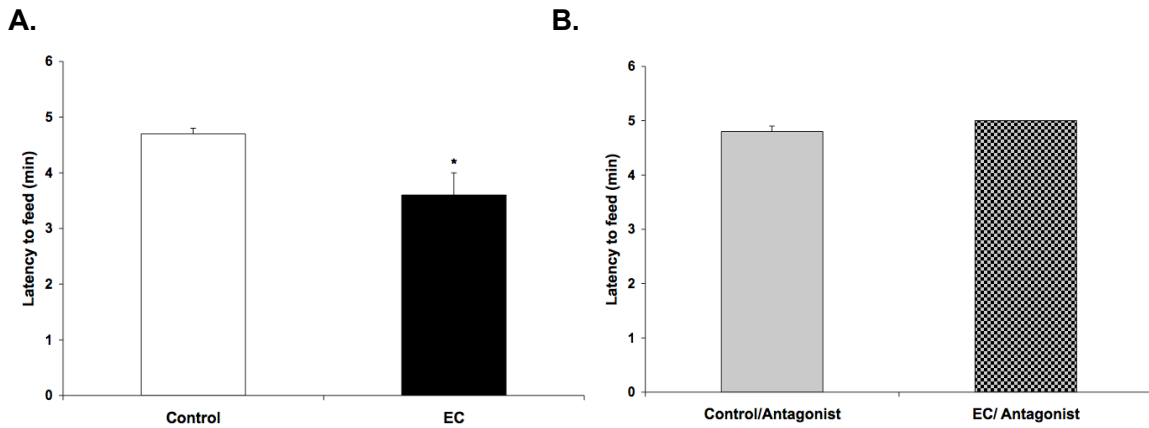 A.
B.
6
5
4
3
2
1
0
Latency to feed (min)
*
Control
EC
6
5
4
3
2
1
0
Latency to feed (min)
Control/Antagonist
EC/ Antagonist